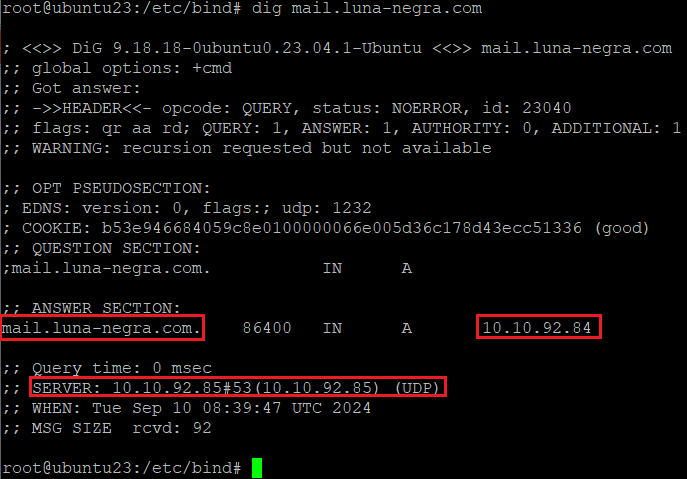 root@ubuntu23:/etc/bind# dig mail.luna-negra.com
; <<>> DiG 9.18.18-0ubuntu0.23.04.1-Ubuntu <<>> mail.luna-negra.com
;; global options: +cmd
;; Got answer:
;; ->>HEADER<<- opcode: QUERY, status: NOERROR, id: 23040
;; flags: qr aa rd; QUERY: 1, ANSWER: 1, AUTHORITY: 0, ADDITIONAL: 1
;; WARNING: recursion requested but not available
;; OPT PSEUDOSECTION:
; EDNS: version: 0, flags:; udp: 1232
; COOKIE: b53e946684059c8e0100000066e005d36c178d43ecc51336 (good)
;; QUESTION SECTION:
;mail.luna-negra.com. IN A
;; ANSWER SECTION:
mail.luna-negra.com. 86400 IN A 10.10.92.84
;; Query time: 0 msec
;; SERVER: 10.10.92.85#53(10.10.92.85) (UDP)
;; WHEN: Tue Sep 10 08:39:47 UTC 2024
;; MSG SIZE rcvd: 92
root@ubuntu23:/etc/bind#